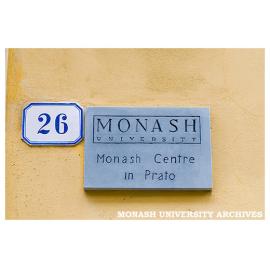 26
MONASH
UNIVERSITY
Monash Centre
in Prato
MONASH UNIVERSITY ARCHIVES